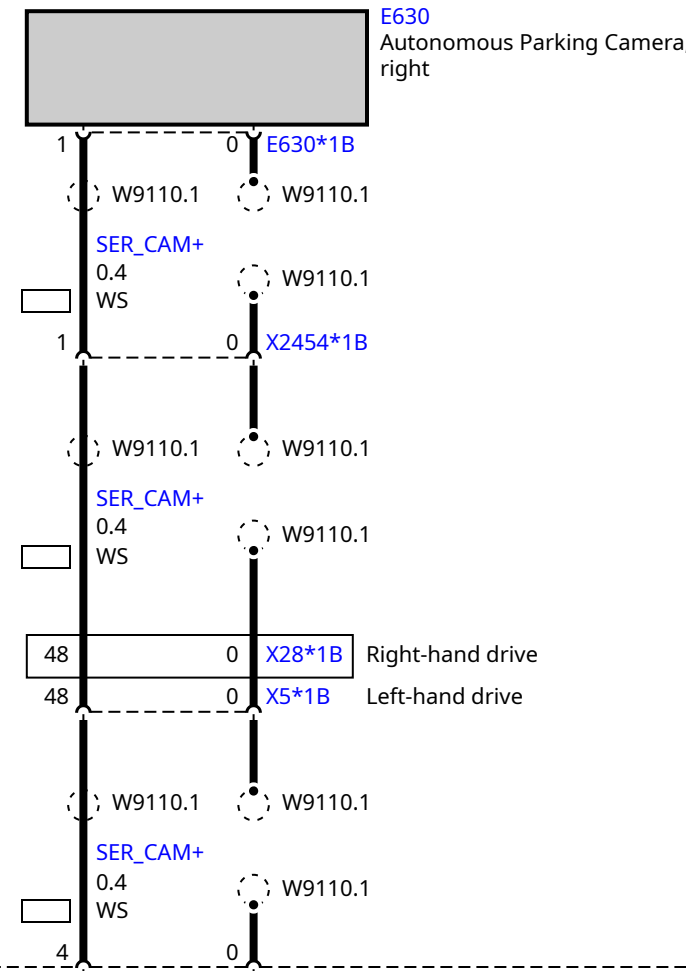 E630
Autonomous Parking Camera,
right
1 0 E630*1B
W9110.1 W9110.1
SER_CAM+
0.4 W9110.1
WS
1 0 X2454*1B
W9110.1 W9110.1
SER_CAM+
0.4 W9110.1
WS
48 0 X28*1B Right-hand drive
48 0 X5*1B Left-hand drive
W9110.1 W9110.1
SER_CAM+
0.4 W9110.1
WS
4 0